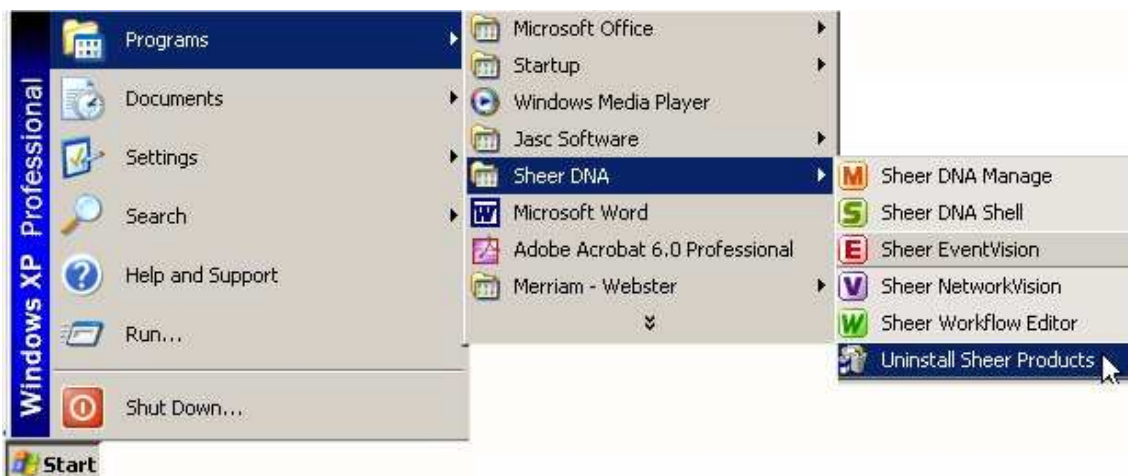 Windows XP Professional
Programs
Documents
Settings
Search
Help and Support
Run...
Shut Down...
Start
Microsoft Office
Startup
Windows Media Player
Jasc Software
Sheer DNA
Microsoft Word
Adobe Acrobat 6.0 Professional
Merriam - Webster
M Sheer DNA Manage
S Sheer DNA Shell
E Sheer EventVision
V Sheer NetworkVision
W Sheer Workflow Editor
Uninstall Sheer Products